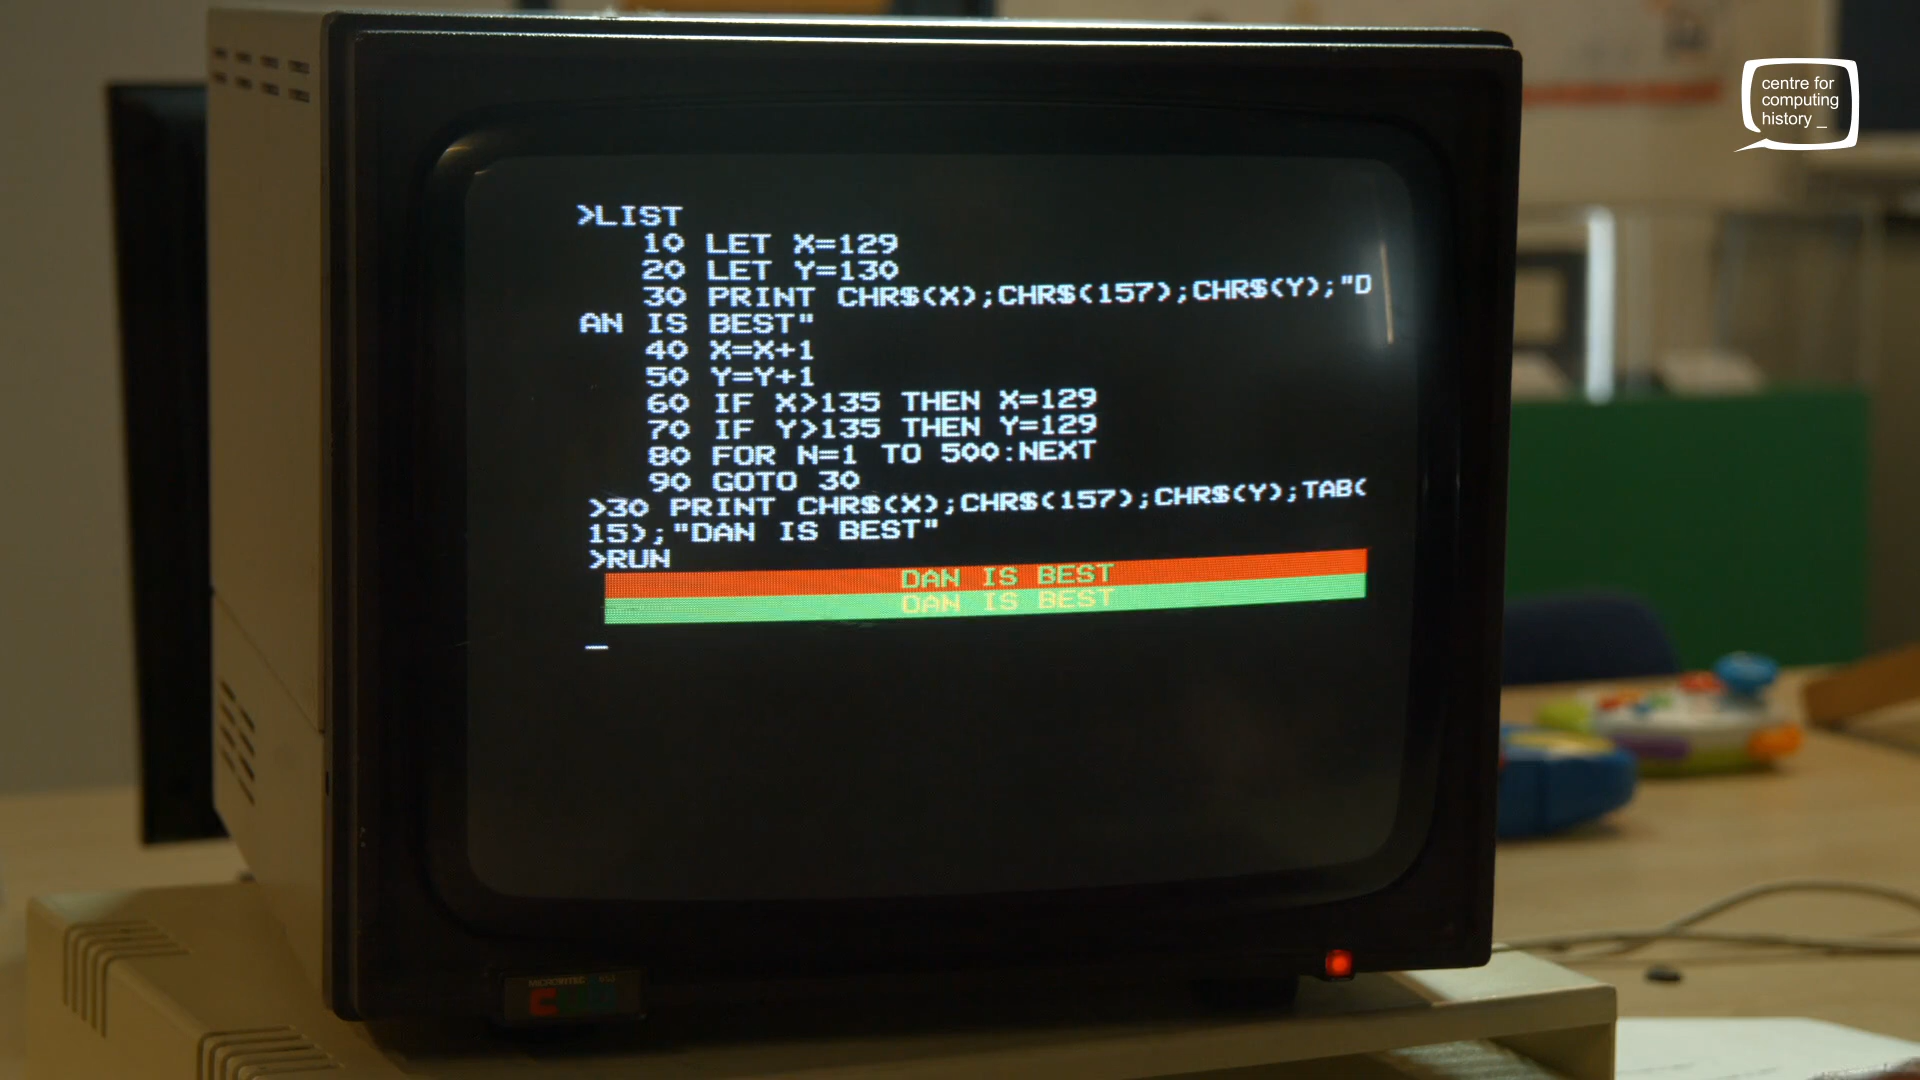 centre for
computing
history _
>LIST
10 LET X=129
20 LET Y=130
30 PRINT CHR$(X);CHR$(157);CHR$(Y);"D
AN IS BEST"
40 X=X+1
50 Y=Y+1
60 IF X>135 THEN X=129
70 IF Y>135 THEN Y=129
80 FOR N=1 TO 500:NEXT
90 GOTO 30
>30 PRINT CHR$(X);CHR$(157);CHR$(Y);TAB(
15);"DAN IS BEST"
>RUN
DAN IS BEST
DAN IS BEST
_
MICROVITEC